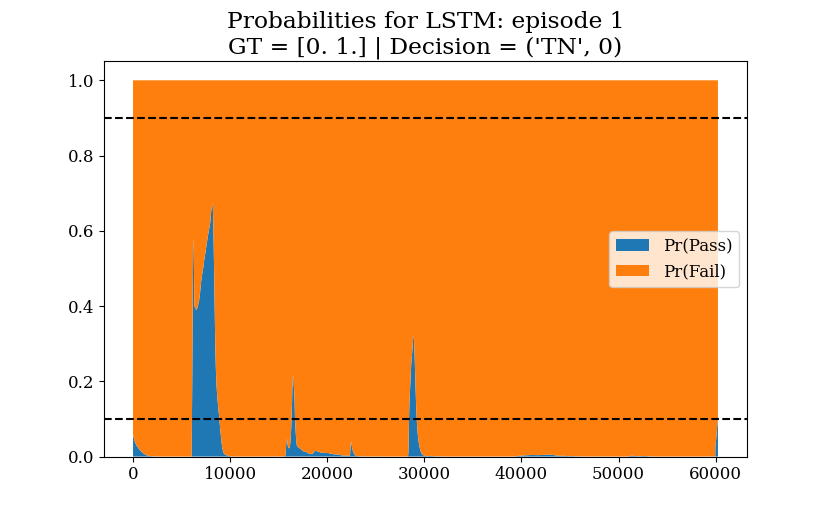 Probabilities for LSTM: episode 1
GT = [0. 1.] | Decision = ('TN', 0)
1.0
0.8
0.6
0.4
0.2
0.0
Pr(Pass)
Pr(Fail)
0 10000 20000 30000 40000 50000 60000